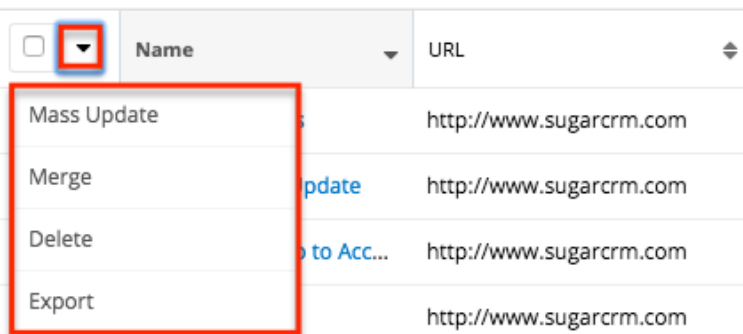 Name URL
Mass Update s http://www.sugarcrm.com
Merge pdate http://www.sugarcrm.com
Delete to Acc... http://www.sugarcrm.com
Export http://www.sugarcrm.com